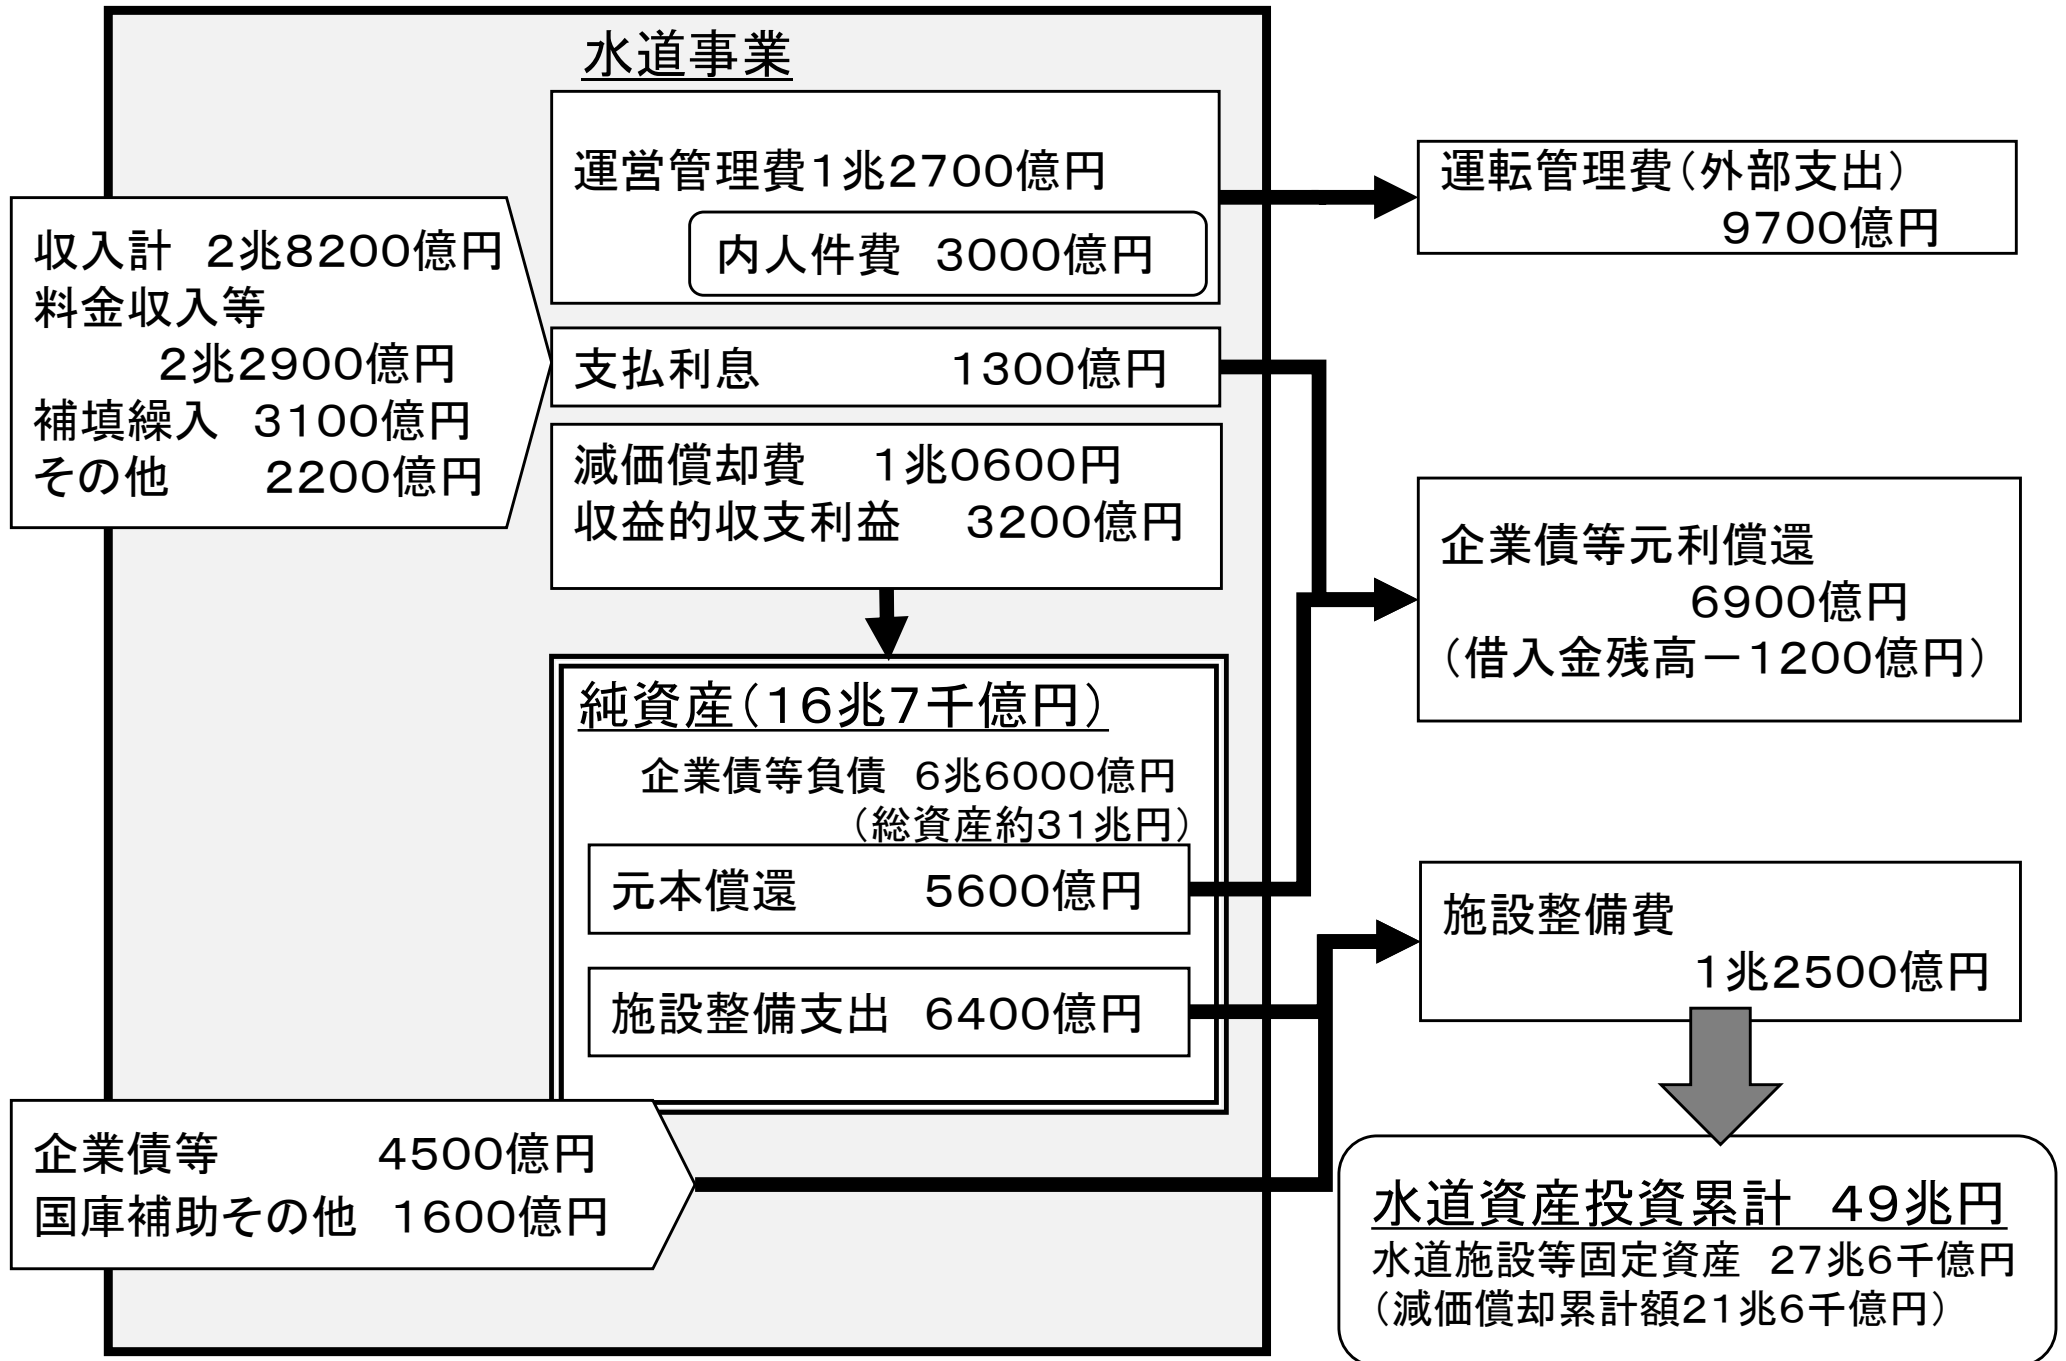 水道事業
運営管理費1兆2700億円
内人件費　3000億円
運転管理費（外部支出）
9700億円
収入計　2兆8200億円
料金収入等
2兆2900億円
補填繰入　3100億円
その他　　2200億円
支払利息　　　　1300億円
減価償却費　1兆0600円
収益的収支利益　3200億円
企業債等元利償還
6900億円
（借入金残高－1200億円）
純資産（16兆7千億円）
企業債等負債　6兆6000億円
（総資産約31兆円）
元本償還　　　5600億円
施設整備支出　6400億円
施設整備費
1兆2500億円
企業債等　　　　4500億円
国庫補助その他　1600億円
水道資産投資累計　49兆円
水道施設等固定資産　27兆6千億円
（減価償却累計額21兆6千億円）